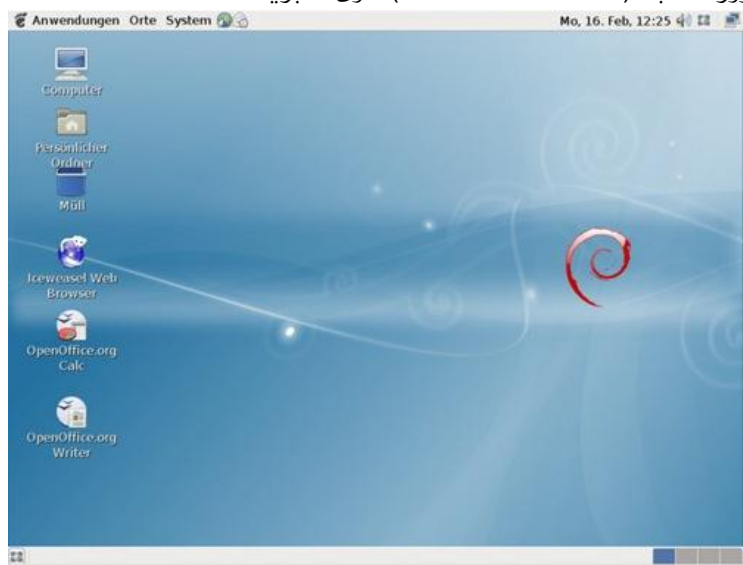 Anwendungen Orte System
Mo, 16. Feb, 12:25
Computer
Persönlicher
Ordner
Müll
Iceweasel Web
Browser
OpenOffice.org
Calc
OpenOffice.org
Writer